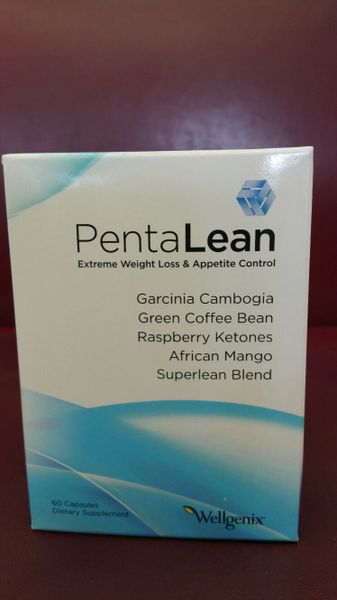 PentaLean
Extreme Weight Loss & Appetite Control
Garcinia Cambogia
Green Coffee Bean
Raspberry Ketones
African Mango
Superlean Blend
60 Capsules
Dietary Supplement
Wellgenix